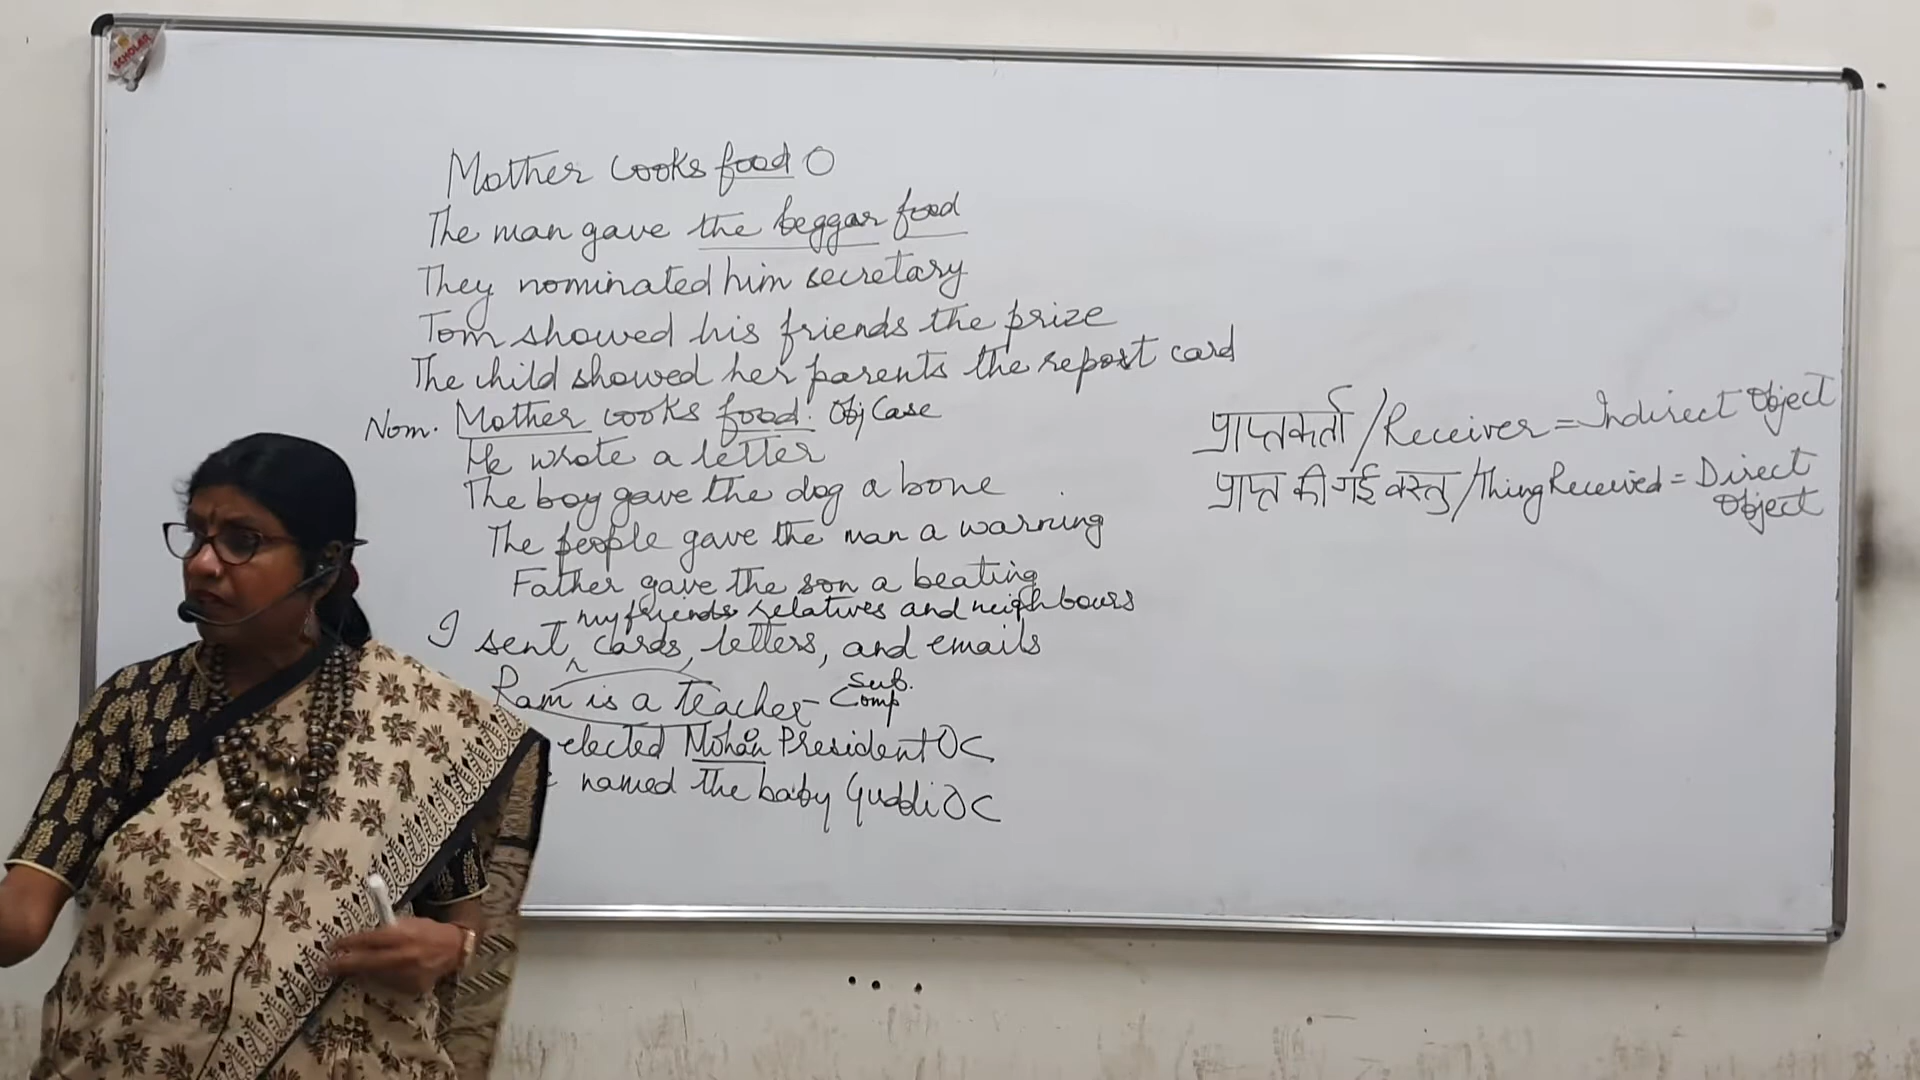 SCHOLAR
Mother cooks food O
The man gave the beggar food
They nominated him secretary
Tom showed his friends the prize
The child showed her parents the report card
Nom. Mother cooks food. Obj Case
He wrote a letter
The boy gave the dog a bone
The people gave the man a warning
Father gave the son a beating
my friends relatives and neighbours
I sent ^ cards, letters, and emails
Ram is a teacher - Sub. Comp
elected Mohan President OC
named the baby Guddi OC
प्राप्तकर्ता / Receiver = Indirect Object
प्राप्त की गई वस्तु / Thing Received = Direct
Object